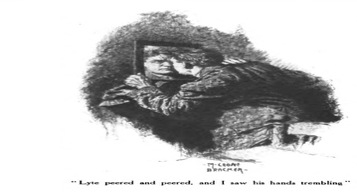 M. LEONE
BRACKER.
"Lyte peered and peered, and I saw his hands trembling"